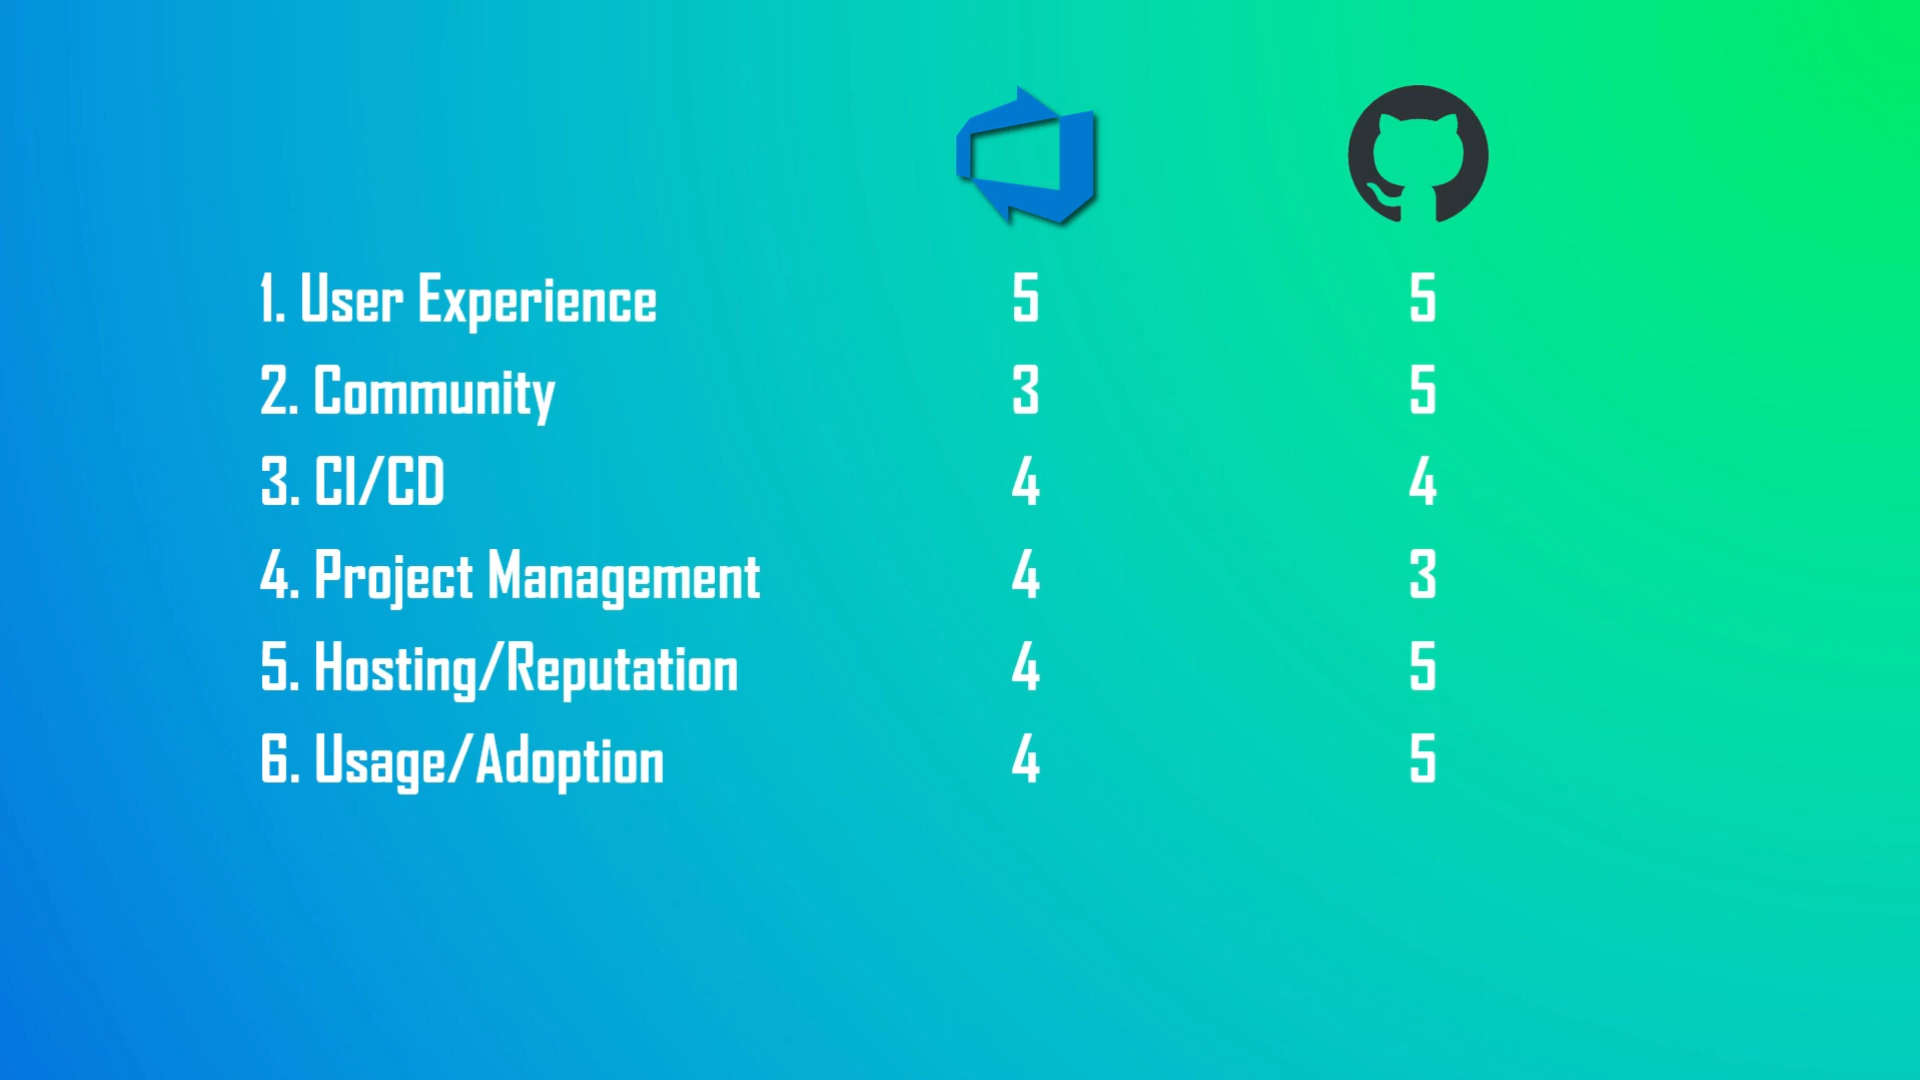 1. User Experience 5 5
2. Community 3 5
3. CI/CD 4 4
4. Project Management 4 3
5. Hosting/Reputation 4 5
6. Usage/Adoption 4 5